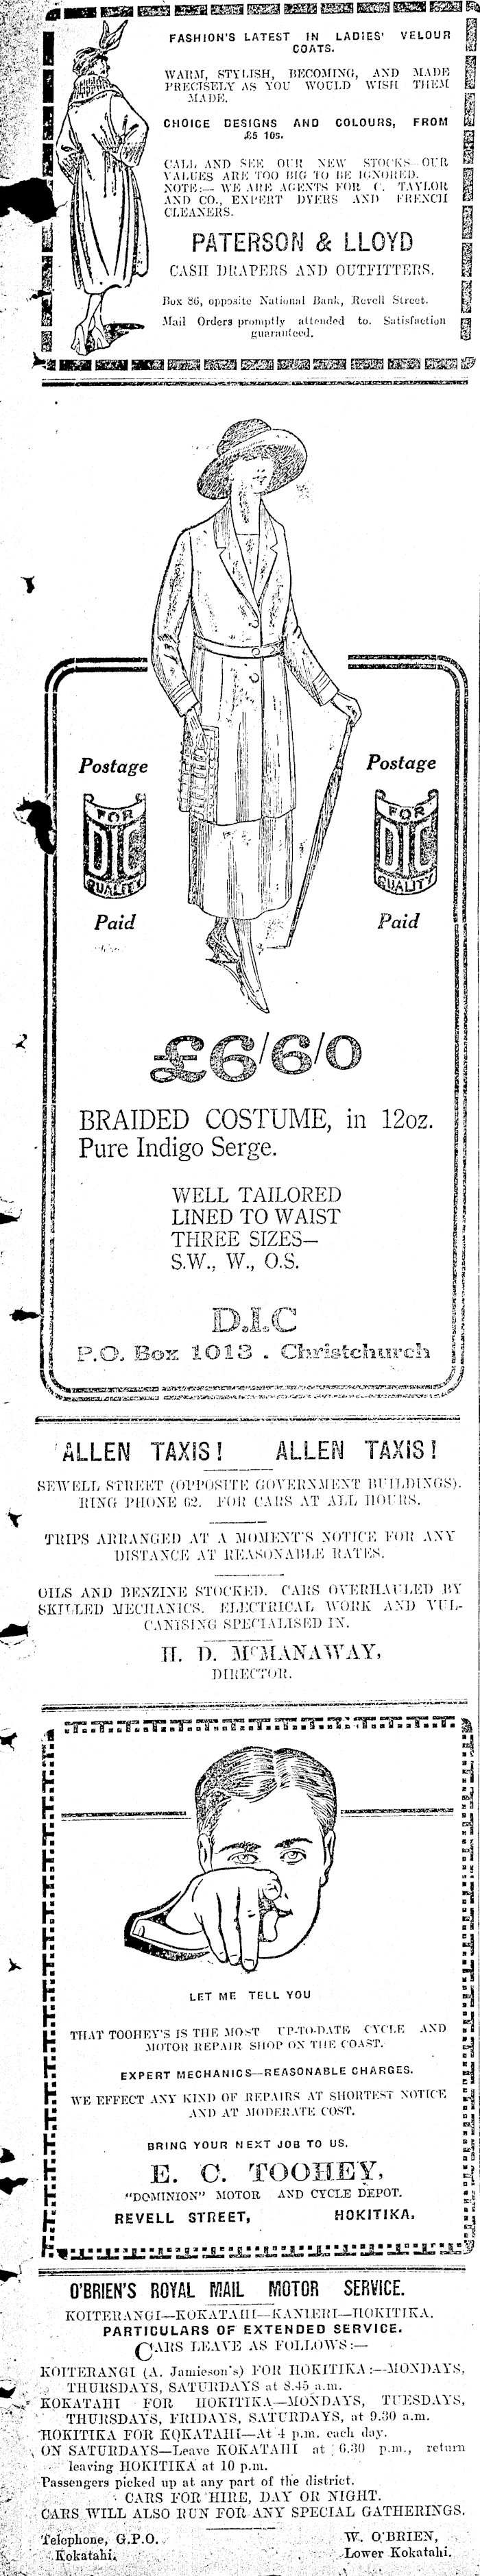 FASHION'S LATEST IN LADIES' VELOUR
COATS.
WARM, STYLISH, BECOMING, AND MADE
PRECISELY AS YOU WOULD WISH THEM
MADE.
CHOICE DESIGNS AND COLOURS, FROM
£5 10s.
CALL AND SEE OUR NEW STOCKS OUR
VALUES ARE TOO BIG TO BE IGNORED.
NOTE:— WE ARE AGENTS FOR C. TAYLOR
AND CO., EXPERT DYERS AND FRENCH
CLEANERS.
PATERSON & LLOYD
CASH DRAPERS AND OUTFITTERS.
Box 86, opposite National Bank, Revell Street.
Mail Orders promptly attended to. Satisfaction
guaranteed.
Postage
FOR
DIC
QUALITY
Paid
Postage
FOR
DIC
QUALITY
Paid
£6/6/0
BRAIDED COSTUME, in 12oz.
Pure Indigo Serge.
WELL TAILORED
LINED TO WAIST
THREE SIZES—
S.W., W., O.S.
D.I.C
P.O. Box 1013 . Christchurch
ALLEN TAXIS! ALLEN TAXIS!
SEWELL STREET (OPPOSITE GOVERNMENT BUILDINGS).
RING PHONE 62. FOR CARS AT ALL HOURS.
TRIPS ARRANGED AT A MOMENT'S NOTICE FOR ANY
DISTANCE AT REASONABLE RATES.
OILS AND BENZINE STOCKED. CARS OVERHAULED BY
SKILLED MECHANICS. ELECTRICAL WORK AND VUL-
CANISING SPECIALISED IN.
H. D. McMANAWAY,
DIRECTOR.
LET ME TELL YOU
THAT TOOHEY'S IS THE MOST UP-TO-DATE CYCLE AND
MOTOR REPAIR SHOP ON THE COAST.
EXPERT MECHANICS—REASONABLE CHARGES.
WE EFFECT ANY KIND OF REPAIRS AT SHORTEST NOTICE
AND AT MODERATE COST.
BRING YOUR NEXT JOB TO US.
E. C. TOOHEY,
"DOMINION" MOTOR AND CYCLE DEPOT.
REVELL STREET, HOKITIKA.
O'BRIEN'S ROYAL MAIL MOTOR SERVICE.
KOITERANGI—KOKATAHI—KANIERI—HOKITIKA.
PARTICULARS OF EXTENDED SERVICE.
CARS LEAVE AS FOLLOWS:—
KOITERANGI (A. Jamieson's) FOR HOKITIKA:—MONDAYS,
THURSDAYS, SATURDAYS at 8.45 a.m.
KOKATAHI FOR HOKITIKA—MONDAYS, TUESDAYS,
THURSDAYS, FRIDAYS, SATURDAYS, at 9.30 a.m.
HOKITIKA FOR KOKATAHI—At 4 p.m. each day.
ON SATURDAYS—Leave KOKATAHI at 6.30 p.m., return
leaving HOKITIKA at 10 p.m.
Passengers picked up at any part of the district.
CARS FOR HIRE, DAY OR NIGHT.
CARS WILL ALSO RUN FOR ANY SPECIAL GATHERINGS.
Telephone, G.P.O. W. O'BRIEN,
Kokatahi. Lower Kokatahi.